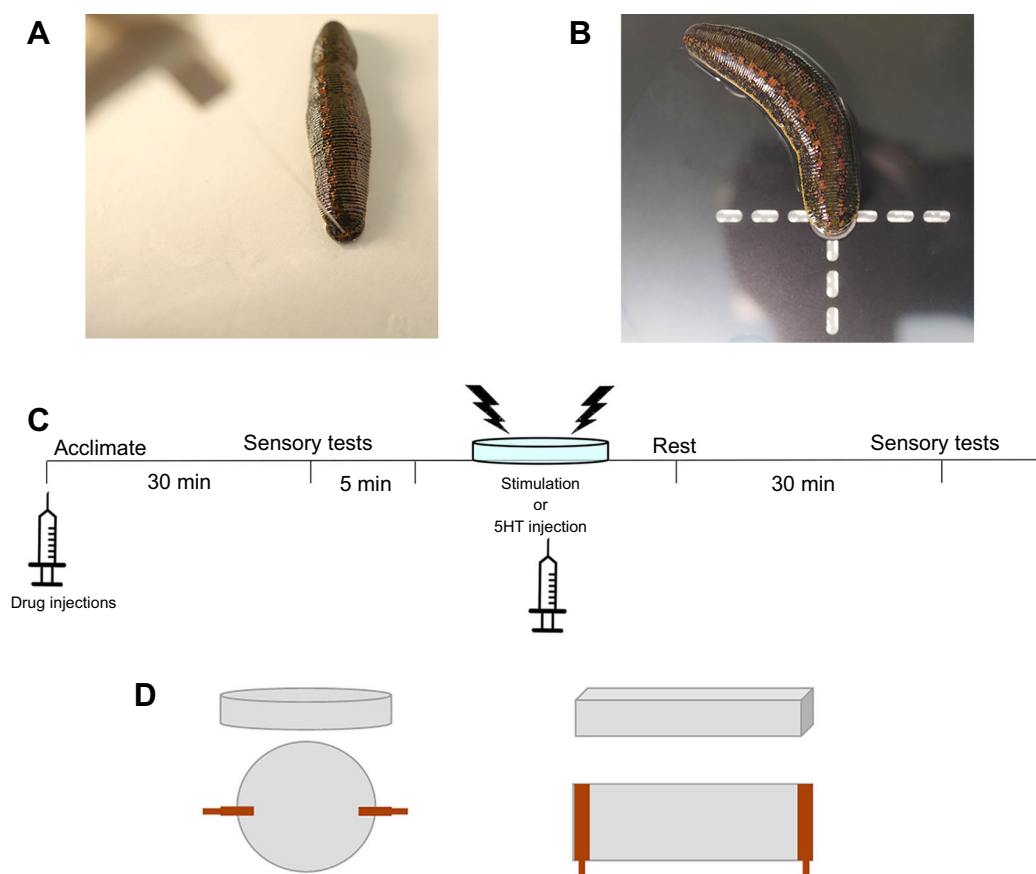 A
B
C
Acclimate
Sensory tests
Rest
Sensory tests
30 min
5 min
Stimulation
or
5HT injection
30 min
Drug injections
D